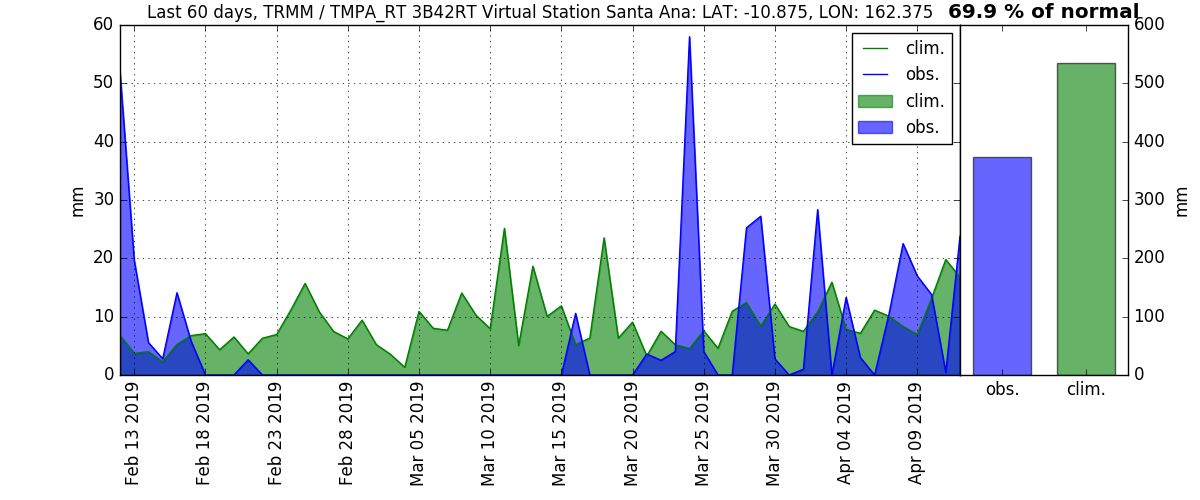 Last 60 days, TRMM / TMPA_RT 3B42RT Virtual Station Santa Ana: LAT: -10.875, LON: 162.375
69.9 % of normal
clim.
obs.
clim.
obs.
mm
60
50
40
30
20
10
0
Feb 13 2019
Feb 18 2019
Feb 23 2019
Feb 28 2019
Mar 05 2019
Mar 10 2019
Mar 15 2019
Mar 20 2019
Mar 25 2019
Mar 30 2019
Apr 04 2019
Apr 09 2019
600
500
400
300
200
100
0
mm
obs.
clim.